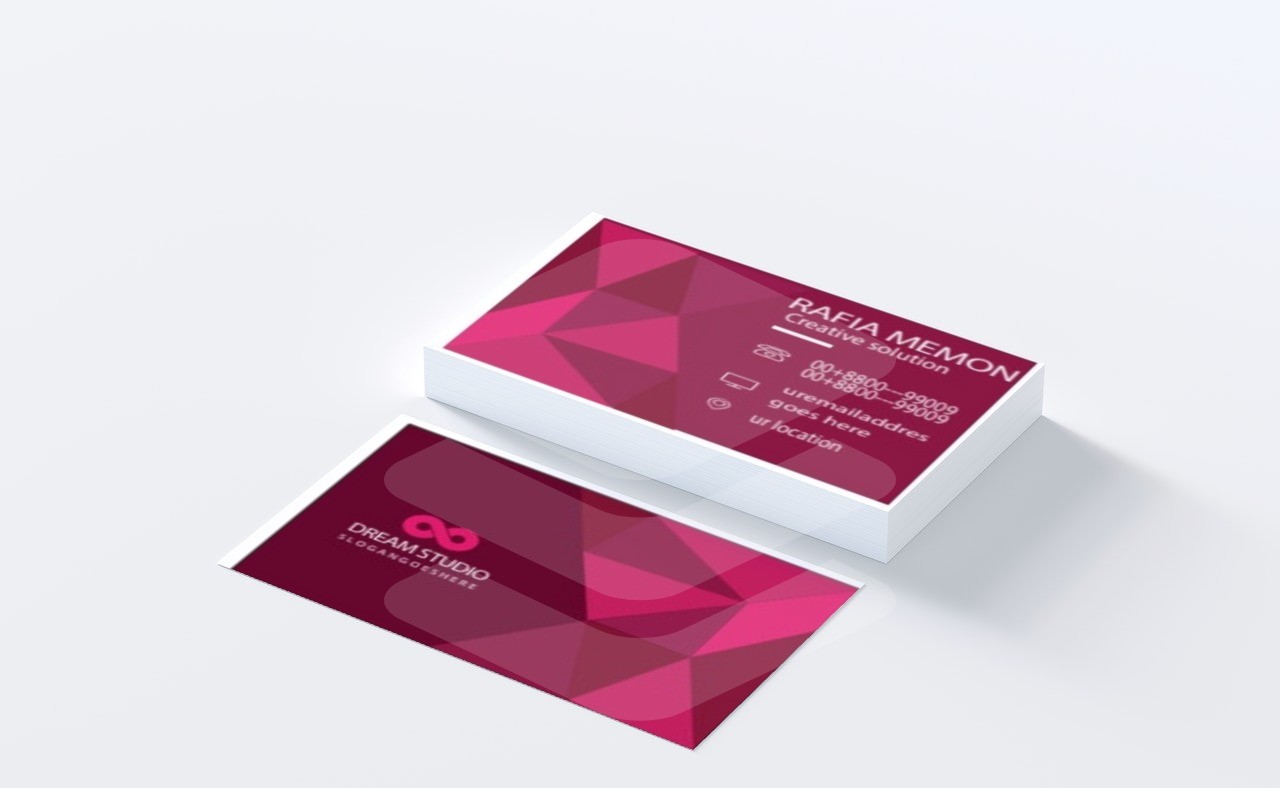 RAFIA MEMON
Creative solution
00+8800---99009
00+8800---99009
uremailaddres
goes here
ur location
DREAM STUDIO
SLOGANGOESHERE